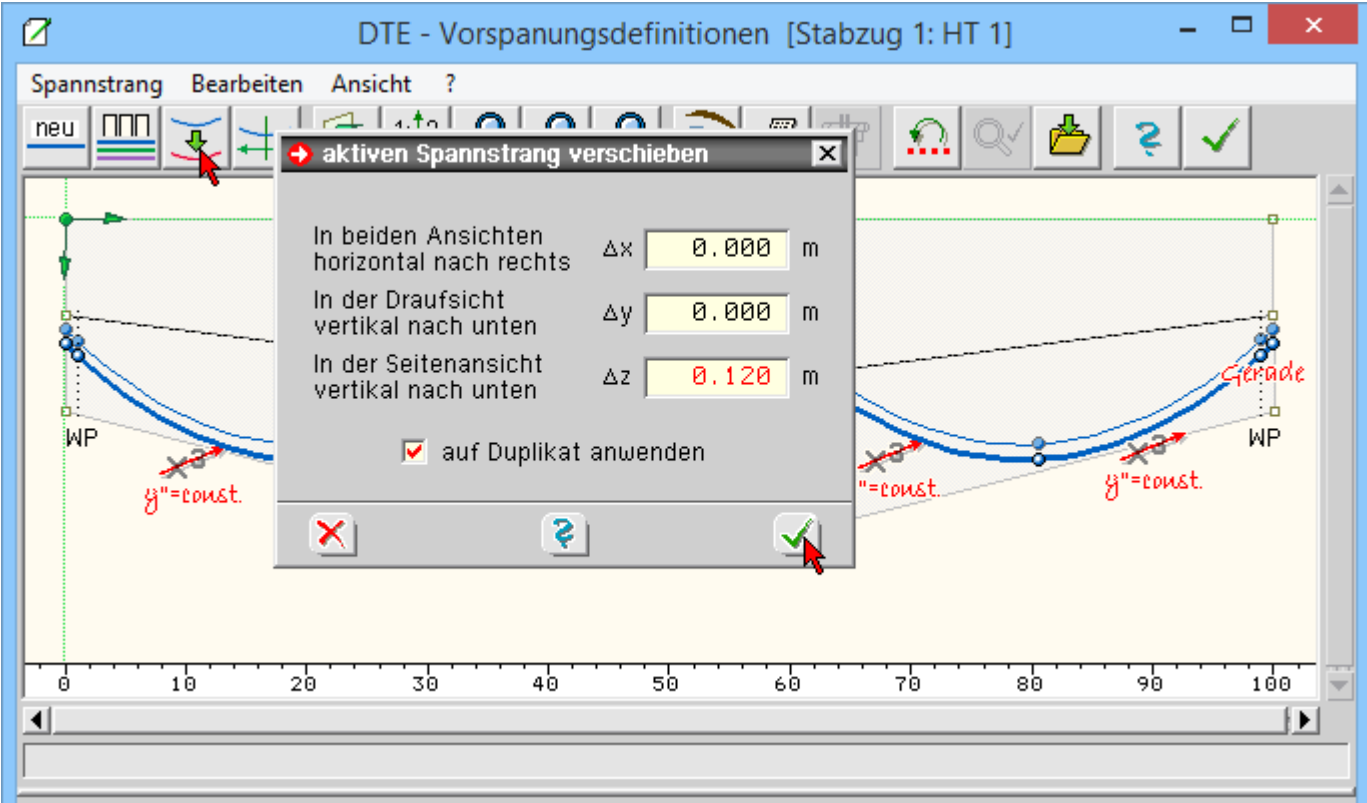 DTE - Vorspanungsdefinitionen [Stabzug 1: HT 1]
Spannstrang Bearbeiten Ansicht ?
neu
aktiven Spannstrang verschieben
In beiden Ansichten
horizontal nach rechts
Δx 0.000 m
In der Draufsicht
vertikal nach unten
Δy 0.000 m
In der Seitenansicht
vertikal nach unten
Δz 0.120 m
auf Duplikat anwenden
Gerade
WP
WP
y"=const.
"=const.
y"=const.
0 10 20 30 40 50 60 70 80 90 100